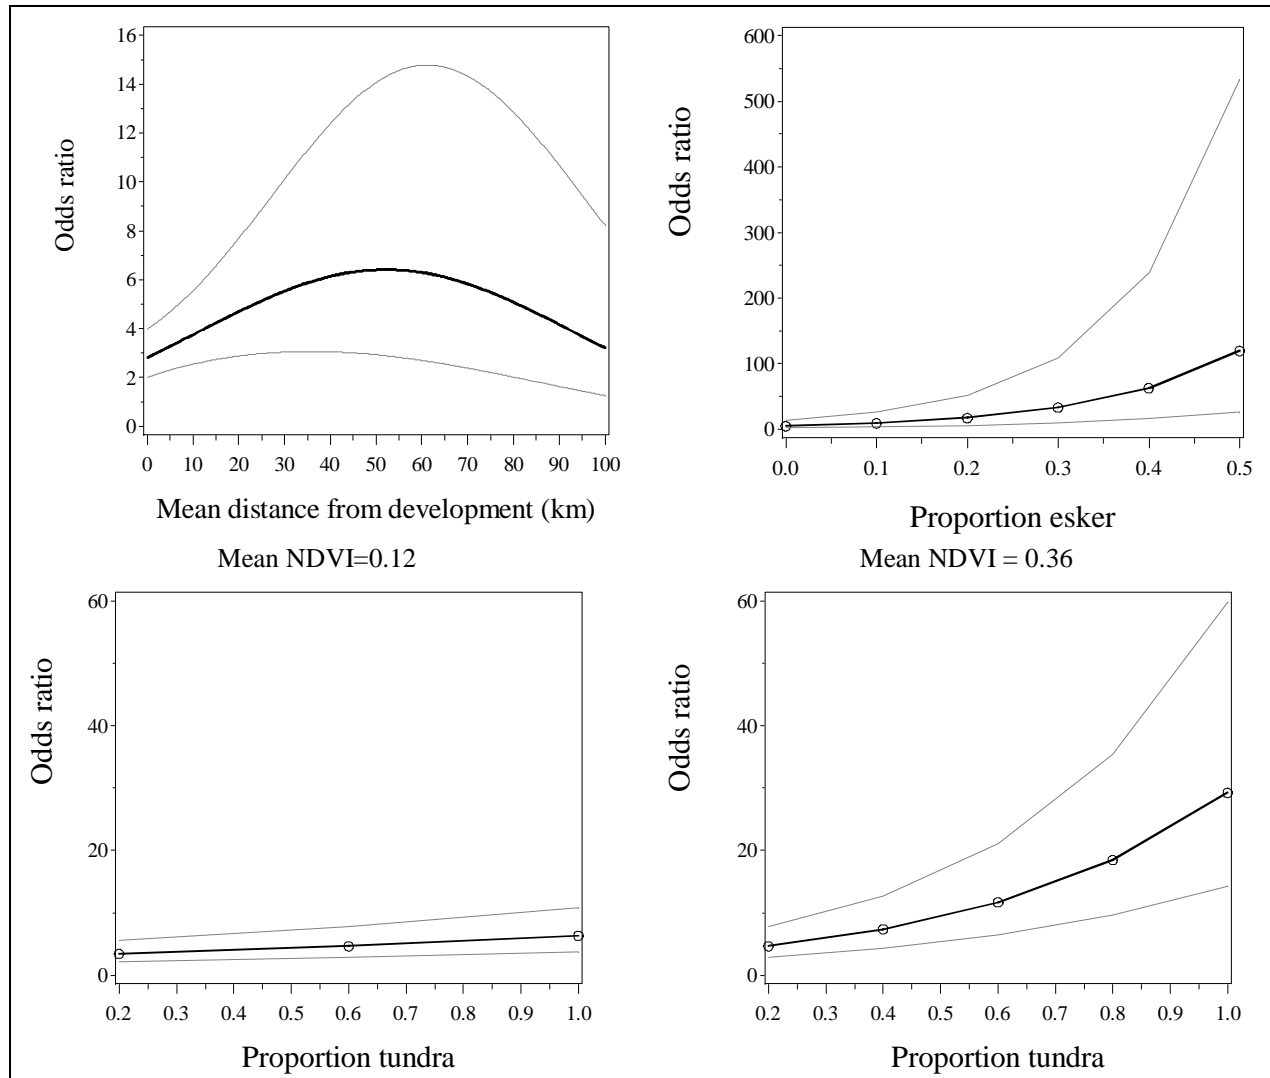 16
14
12
10
8
6
4
2
0
Odds ratio
0 10 20 30 40 50 60 70 80 90 100
Mean distance from development (km)
600
500
400
300
200
100
0
Odds ratio
0.0 0.1 0.2 0.3 0.4 0.5
Proportion esker
Mean NDVI=0.12
60
40
20
0
Odds ratio
0.2 0.3 0.4 0.5 0.6 0.7 0.8 0.9 1.0
Proportion tundra
Mean NDVI = 0.36
60
40
20
0
Odds ratio
0.2 0.3 0.4 0.5 0.6 0.7 0.8 0.9 1.0
Proportion tundra